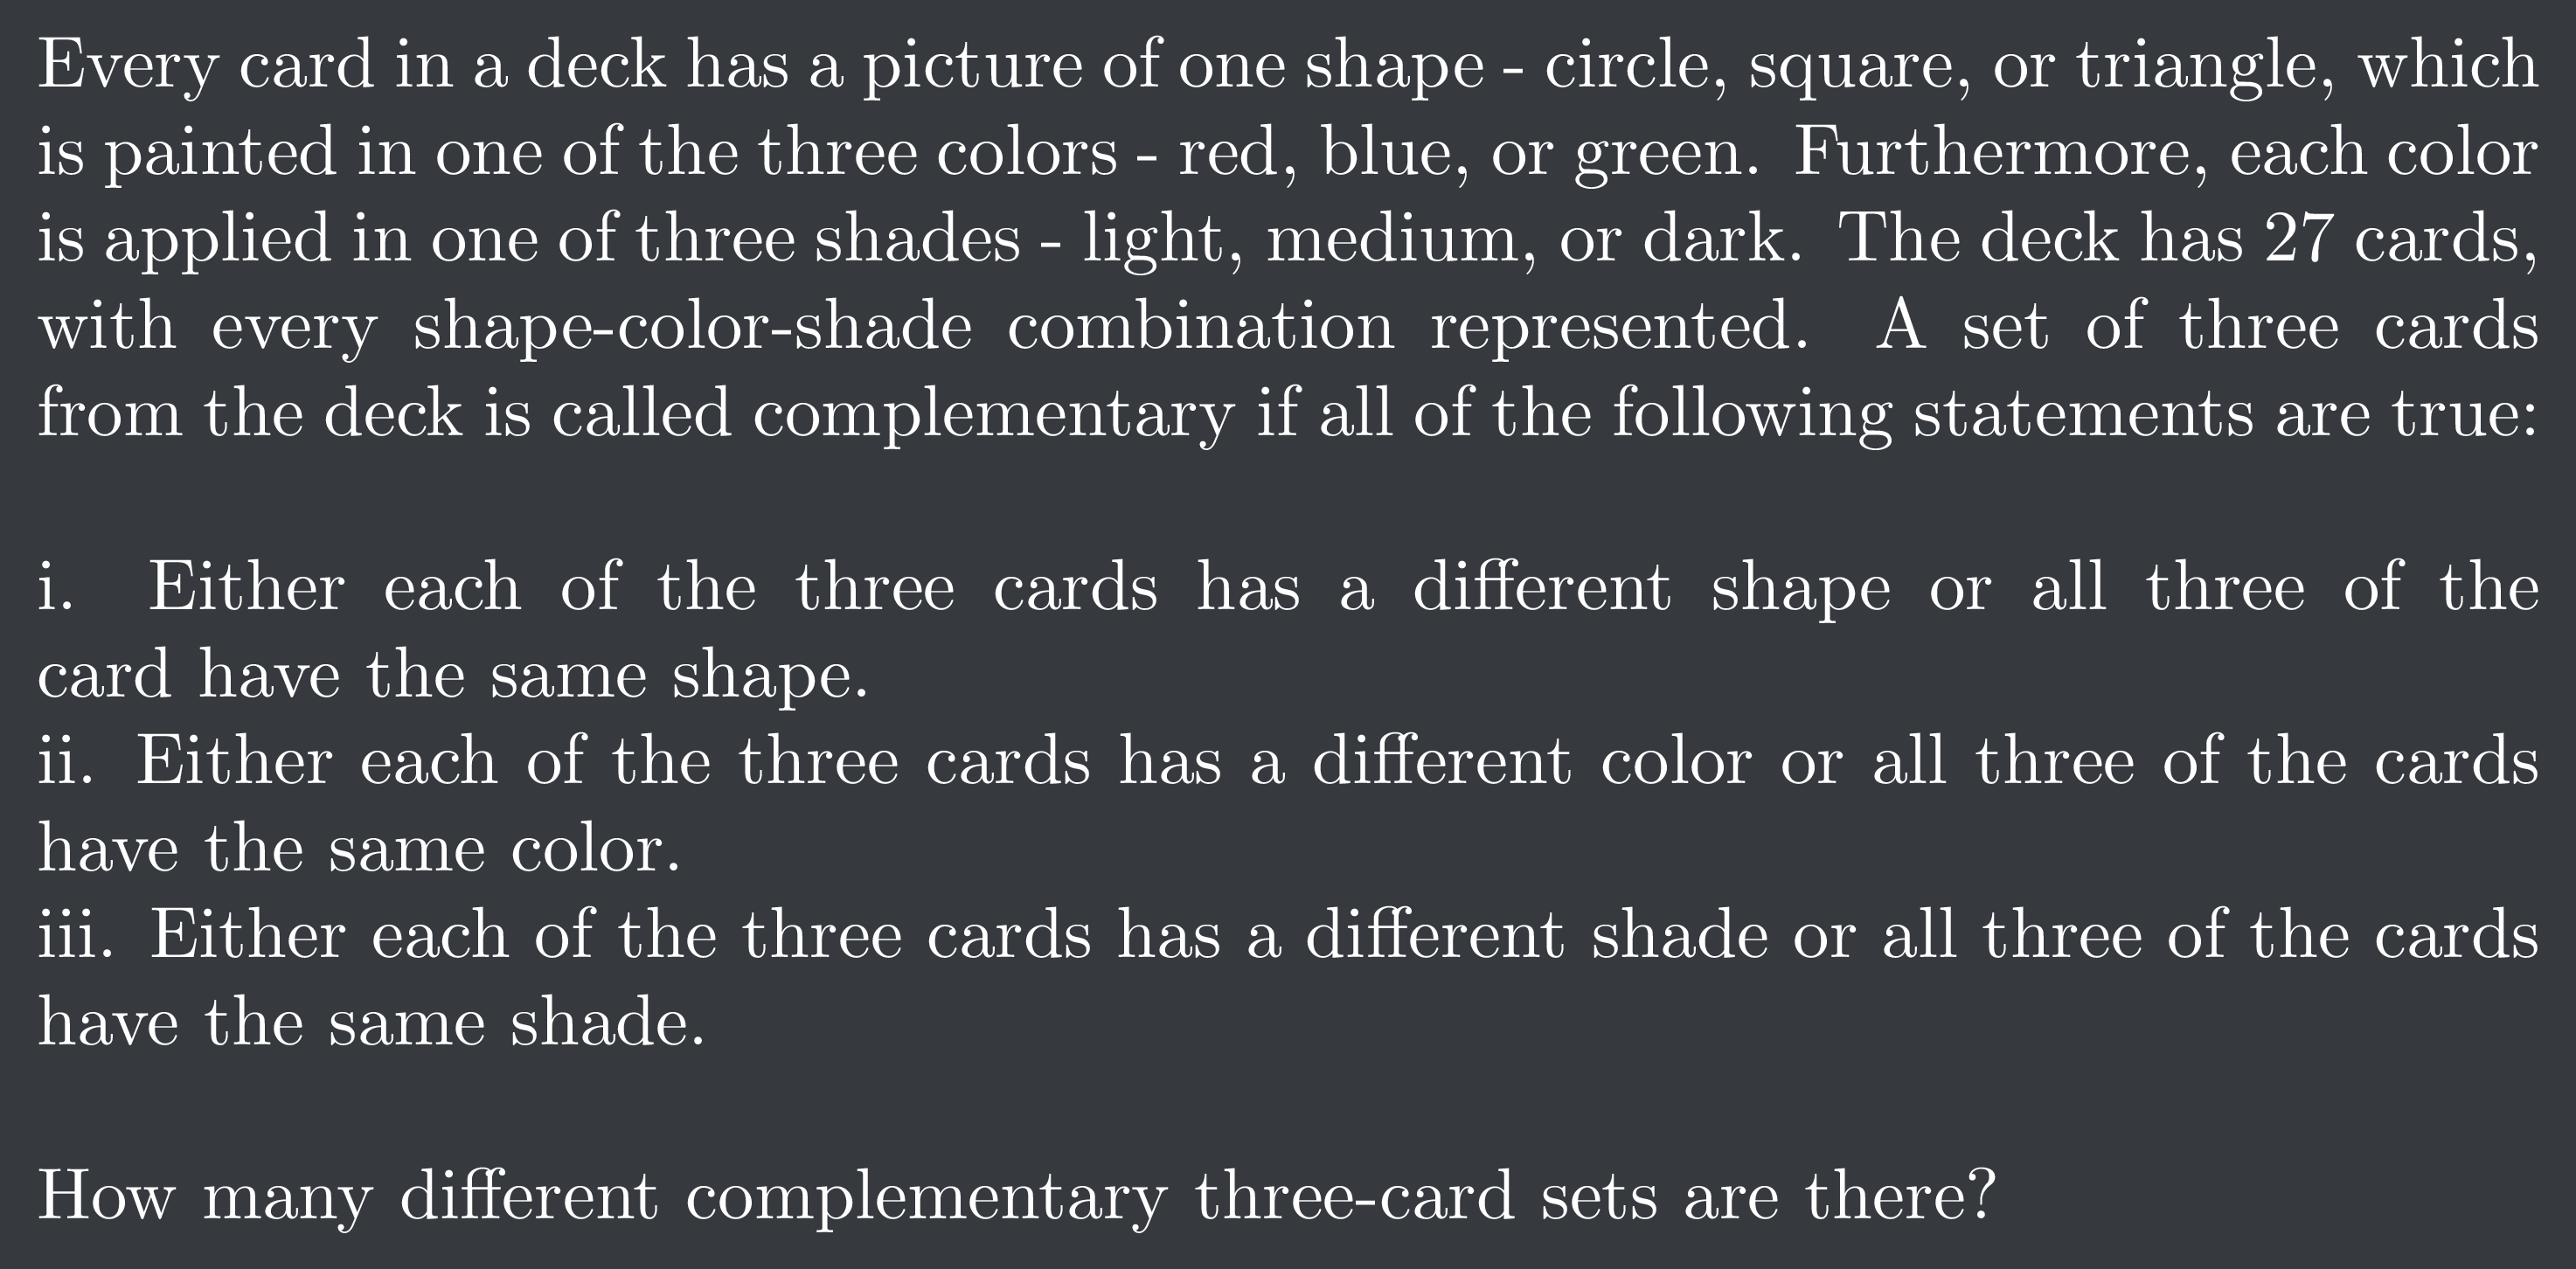 Every card in a deck has a picture of one shape - circle, square, or triangle, which
is painted in one of the three colors - red, blue, or green. Furthermore, each color
is applied in one of three shades - light, medium, or dark. The deck has 27 cards,
with every shape-color-shade combination represented. A set of three cards
from the deck is called complementary if all of the following statements are true:
i. Either each of the three cards has a different shape or all three of the
card have the same shape.
ii. Either each of the three cards has a different color or all three of the cards
have the same color.
iii. Either each of the three cards has a different shade or all three of the cards
have the same shade.
How many different complementary three-card sets are there?